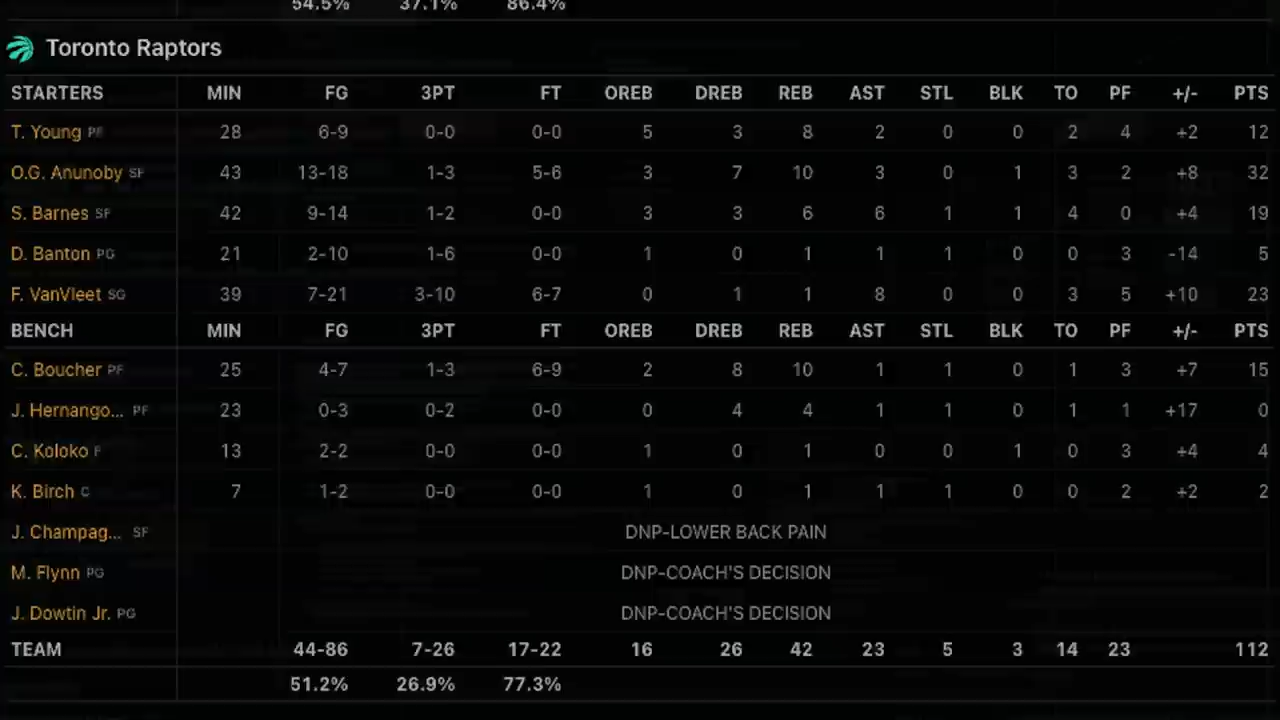 54.5% 37.1% 86.4%
Toronto Raptors
STARTERS MIN FG 3PT FT OREB DREB REB AST STL BLK TO PF +/- PTS
T. Young PF 28 6-9 0-0 0-0 5 3 8 2 0 0 2 4 +2 12
O.G. Anunoby SF 43 13-18 1-3 5-6 3 7 10 3 0 1 3 2 +8 32
S. Barnes SF 42 9-14 1-2 0-0 3 3 6 6 1 1 4 0 +4 19
D. Banton PG 21 2-10 1-6 0-0 1 0 1 1 1 0 0 3 -14 5
F. VanVleet SG 39 7-21 3-10 6-7 0 1 1 8 0 0 3 5 +10 23
BENCH MIN FG 3PT FT OREB DREB REB AST STL BLK TO PF +/- PTS
C. Boucher PF 25 4-7 1-3 6-9 2 8 10 1 1 0 1 3 +7 15
J. Hernango... PF 23 0-3 0-2 0-0 0 4 4 1 1 0 1 1 +17 0
C. Koloko F 13 2-2 0-0 0-0 1 0 1 0 0 1 0 3 +4 4
K. Birch C 7 1-2 0-0 0-0 1 0 1 1 1 0 0 2 +2 2
J. Champag... SF DNP-LOWER BACK PAIN
M. Flynn PG DNP-COACH'S DECISION
J. Dowtin Jr. PG DNP-COACH'S DECISION
TEAM 44-86 7-26 17-22 16 26 42 23 5 3 14 23 112
51.2% 26.9% 77.3%